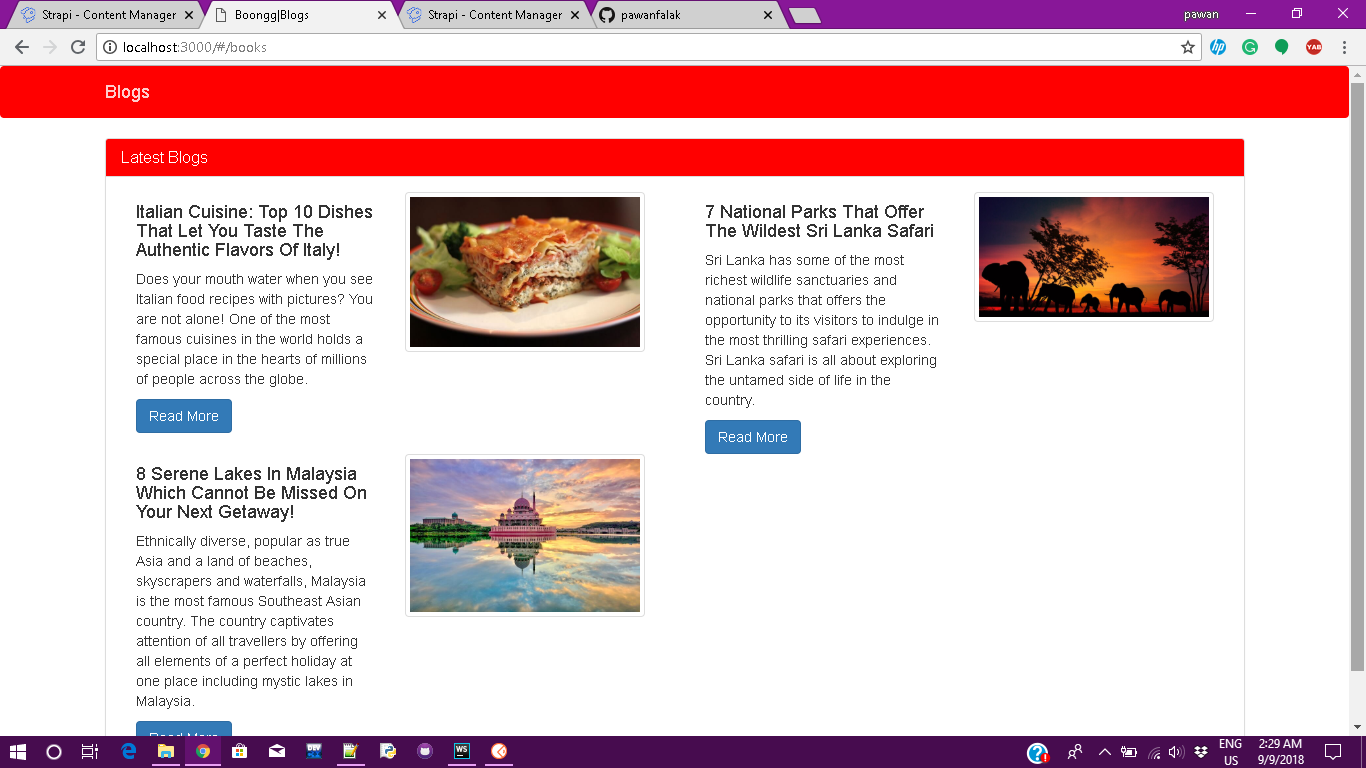 Strapi - Content Manager
Boongg|Blogs
Strapi - Content Manager
pawanfalak
pawan
localhost:3000/#/books
YAB
Blogs
Latest Blogs
Italian Cuisine: Top 10 Dishes
That Let You Taste The
Authentic Flavors Of Italy!
Does your mouth water when you see
Italian food recipes with pictures? You
are not alone! One of the most
famous cuisines in the world holds a
special place in the hearts of millions
of people across the globe.
Read More
7 National Parks That Offer
The Wildest Sri Lanka Safari
Sri Lanka has some of the most
richest wildlife sanctuaries and
national parks that offers the
opportunity to its visitors to indulge in
the most thrilling safari experiences.
Sri Lanka safari is all about exploring
the untamed side of life in the
country.
Read More
8 Serene Lakes In Malaysia
Which Cannot Be Missed On
Your Next Getaway!
Ethnically diverse, popular as true
Asia and a land of beaches,
skyscrapers and waterfalls, Malaysia
is the most famous Southeast Asian
country. The country captivates
attention of all travellers by offering
all elements of a perfect holiday at
one place including mystic lakes in
Malaysia.
Read More
WS
ENG
US
2:29 AM
9/9/2018